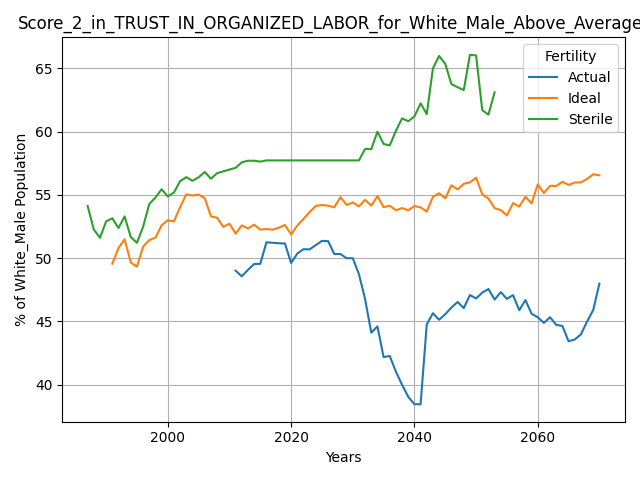 Score_2_in_TRUST_IN_ORGANIZED_LABOR_for_White_Male_Above_Average
Fertility
Actual
Ideal
Sterile
% of White_Male Population
65
60
55
50
45
40
2000 2020 2040 2060
Years